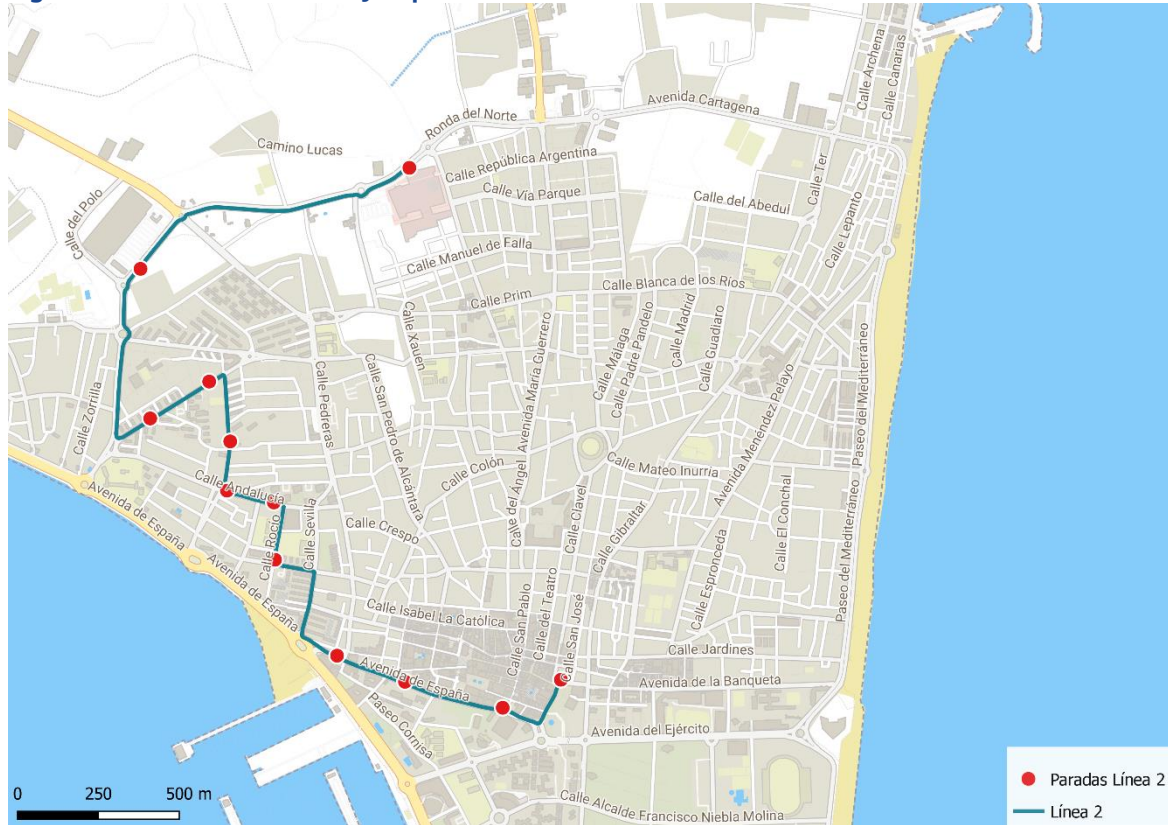 Calle Archena
Calle Canarias
Avenida Cartagena
Ronda del Norte
Camino Lucas
Calle República Argentina
Calle Vía Parque
Calle Ter
Calle del Abedul
Calle Lepanto
Calle del Polo
Calle Manuel de Falla
Calle Blanca de los Ríos
Calle Prim
Calle Xauen
Calle Madrid
Calle Guadiaro
Calle Málaga
Calle Padre Pandelo
Calle del Angel
Avenida María Guerrero
Calle Pedreras
Calle San Pedro de Alcántara
Calle Zorrilla
Avenida Menéndez Pelayo
Paseo del Mediterráneo
Calle Colón
Calle Mateo Inurria
Calle Andalucía
Avenida de España
Calle Rocío
Calle Sevilla
Calle Crespo
Calle Clavel
Calle Gibraltar
Calle El Conchal
Paseo del Mediterráneo
Avenida de España
Calle Espronceda
Calle Isabel La Católica
Calle San Pablo
Calle del Teatro
Calle San José
Calle Jardines
Avenida de España
Avenida de la Banqueta
Paseo Cornisa
Avenida del Ejército
Calle Alcalde Francisco Niebla Molina
0 250 500 m
Paradas Línea 2
Línea 2